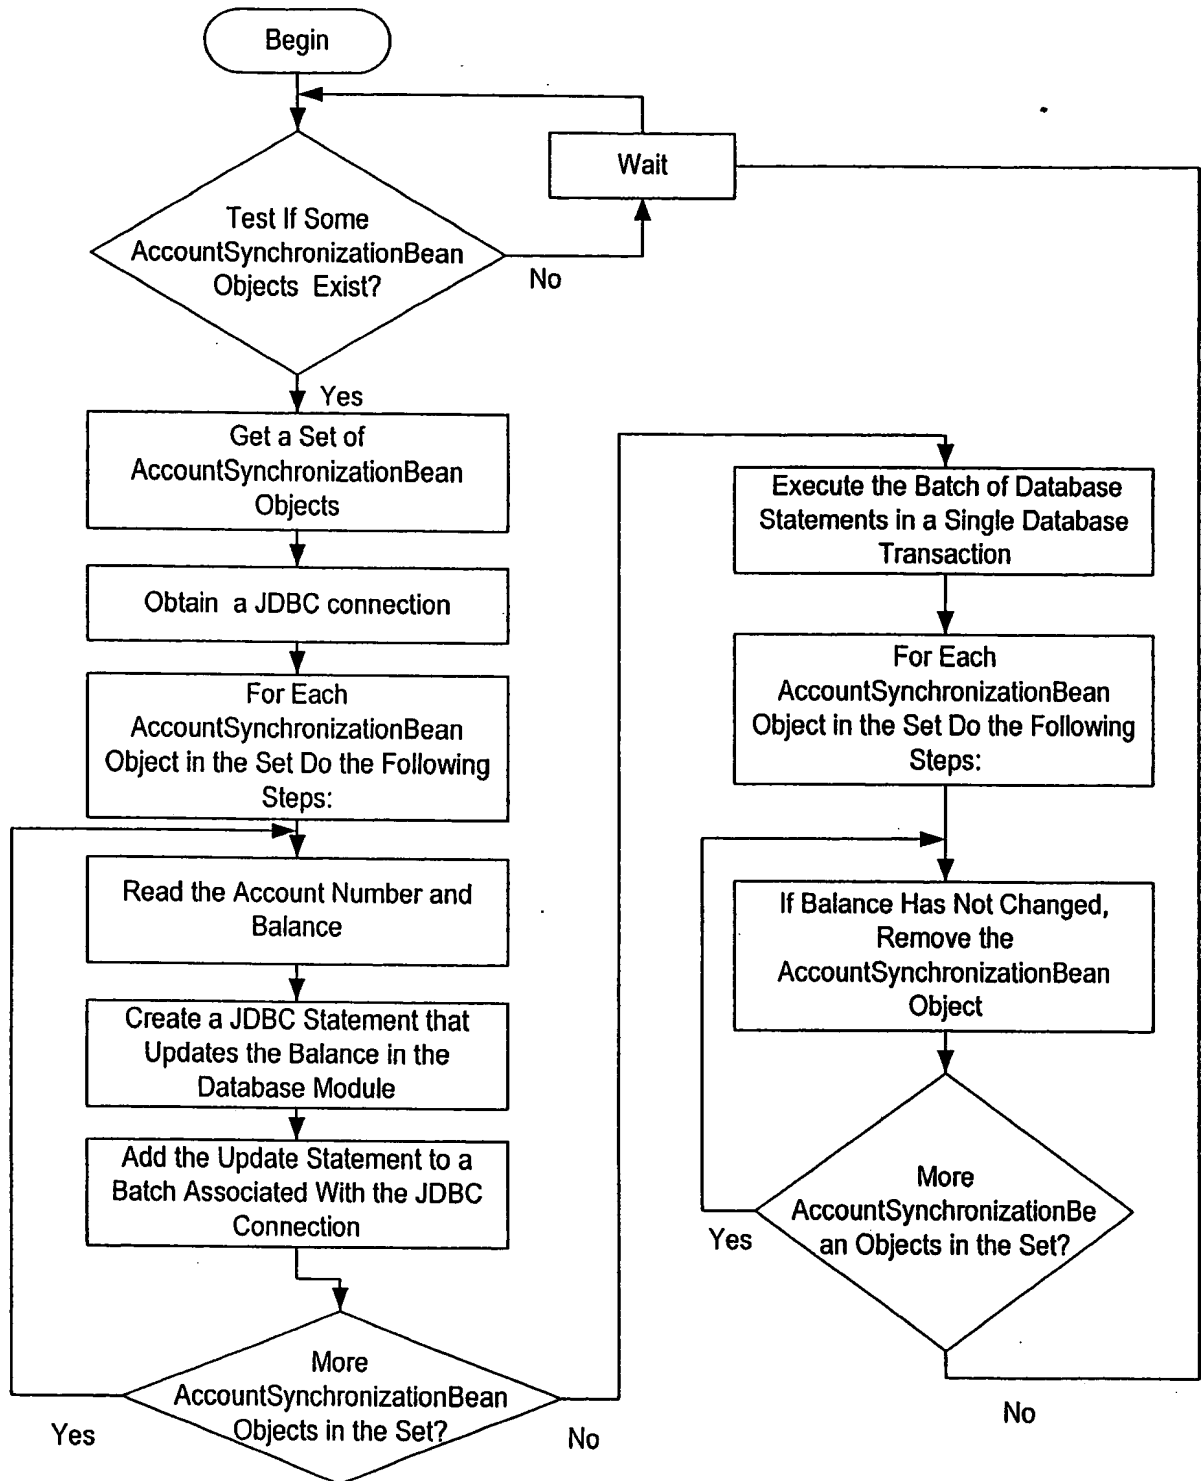 Begin
Wait
Test If Some
AccountSynchronizationBean
Objects Exist?
No
Yes
Get a Set of
AccountSynchronizationBean
Objects
Obtain a JDBC connection
For Each
AccountSynchronizationBean
Object in the Set Do the Following
Steps:
Read the Account Number and
Balance
Create a JDBC Statement that
Updates the Balance in the
Database Module
Add the Update Statement to a
Batch Associated With the JDBC
Connection
More
AccountSynchronizationBean
Objects in the Set?
Yes
No
Execute the Batch of Database
Statements in a Single Database
Transaction
For Each
AccountSynchronizationBean
Object in the Set Do the Following
Steps:
If Balance Has Not Changed,
Remove the
AccountSynchronizationBean
Object
More
AccountSynchronizationBe
an Objects in the Set?
Yes
No